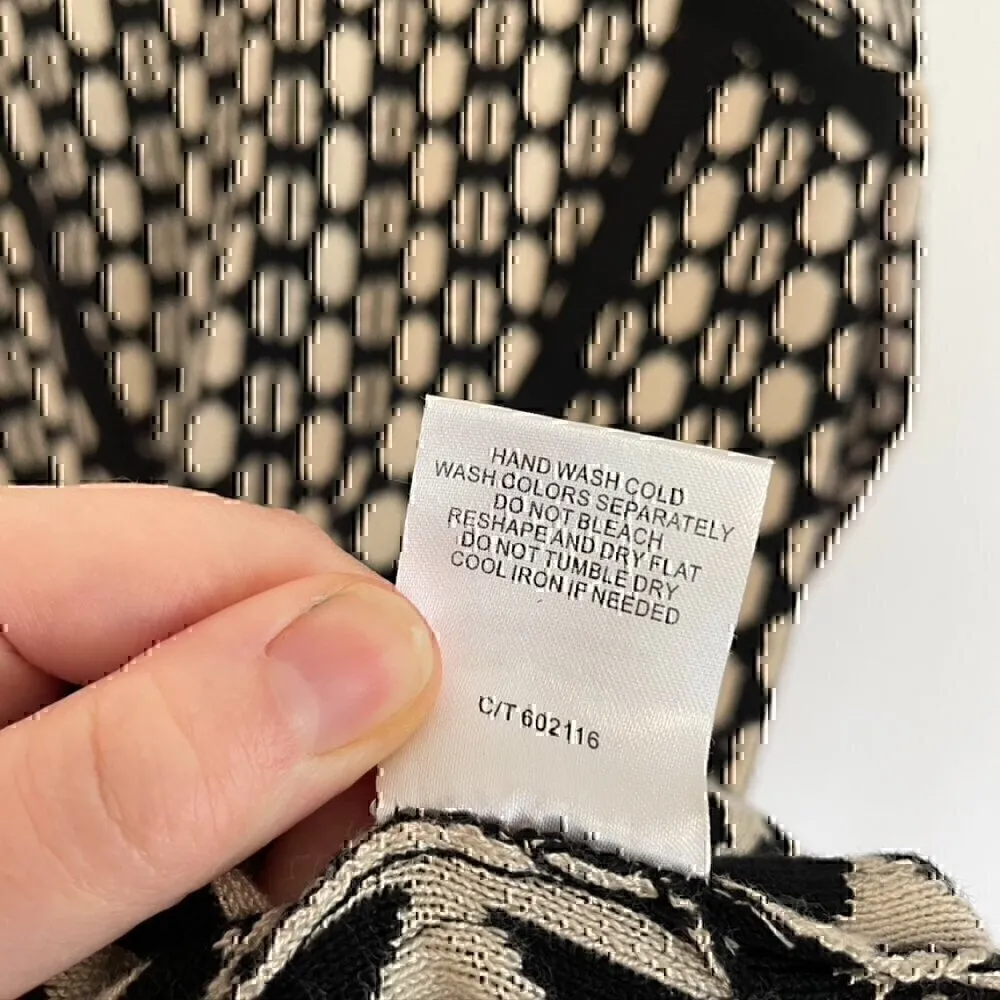 HAND WASH COLD
WASH COLORS SEPARATELY
DO NOT BLEACH
RESHAPE AND DRY FLAT
DO NOT TUMBLE DRY
COOL IRON IF NEEDED
C/T 602116